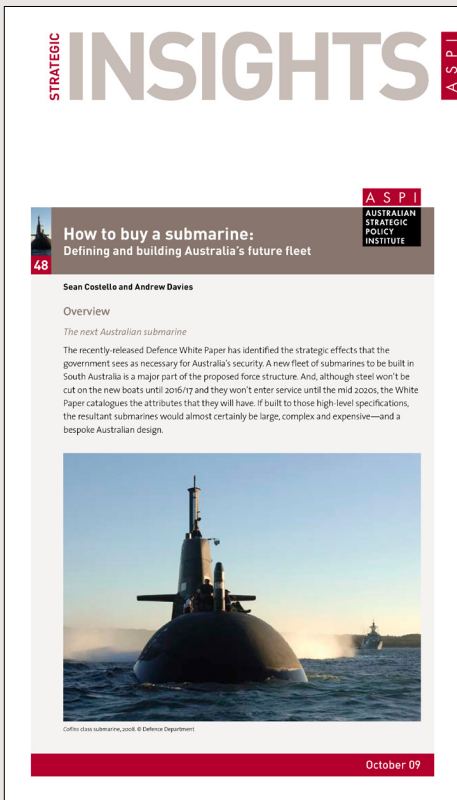 STRATEGIC
INSIGHTS
ASPI
ASPI
AUSTRALIAN
STRATEGIC
POLICY
INSTITUTE
How to buy a submarine:
Defining and building Australia's future fleet
48
Sean Costello and Andrew Davies
Overview
The next Australian submarine
The recently-released Defence White Paper has identified the strategic effects that the
government sees as necessary for Australia's security. A new fleet of submarines to be built in
South Australia is a major part of the proposed force structure. And, although steel won't be
cut on the new boats until 2016/17 and they won't enter service until the mid 2020s, the White
Paper catalogues the attributes that they will have. If built to those high-level specifications,
the resultant submarines would almost certainly be large, complex and expensive—and a
bespoke Australian design.
Collins class submarine, 2008. © Defence Department
October 09